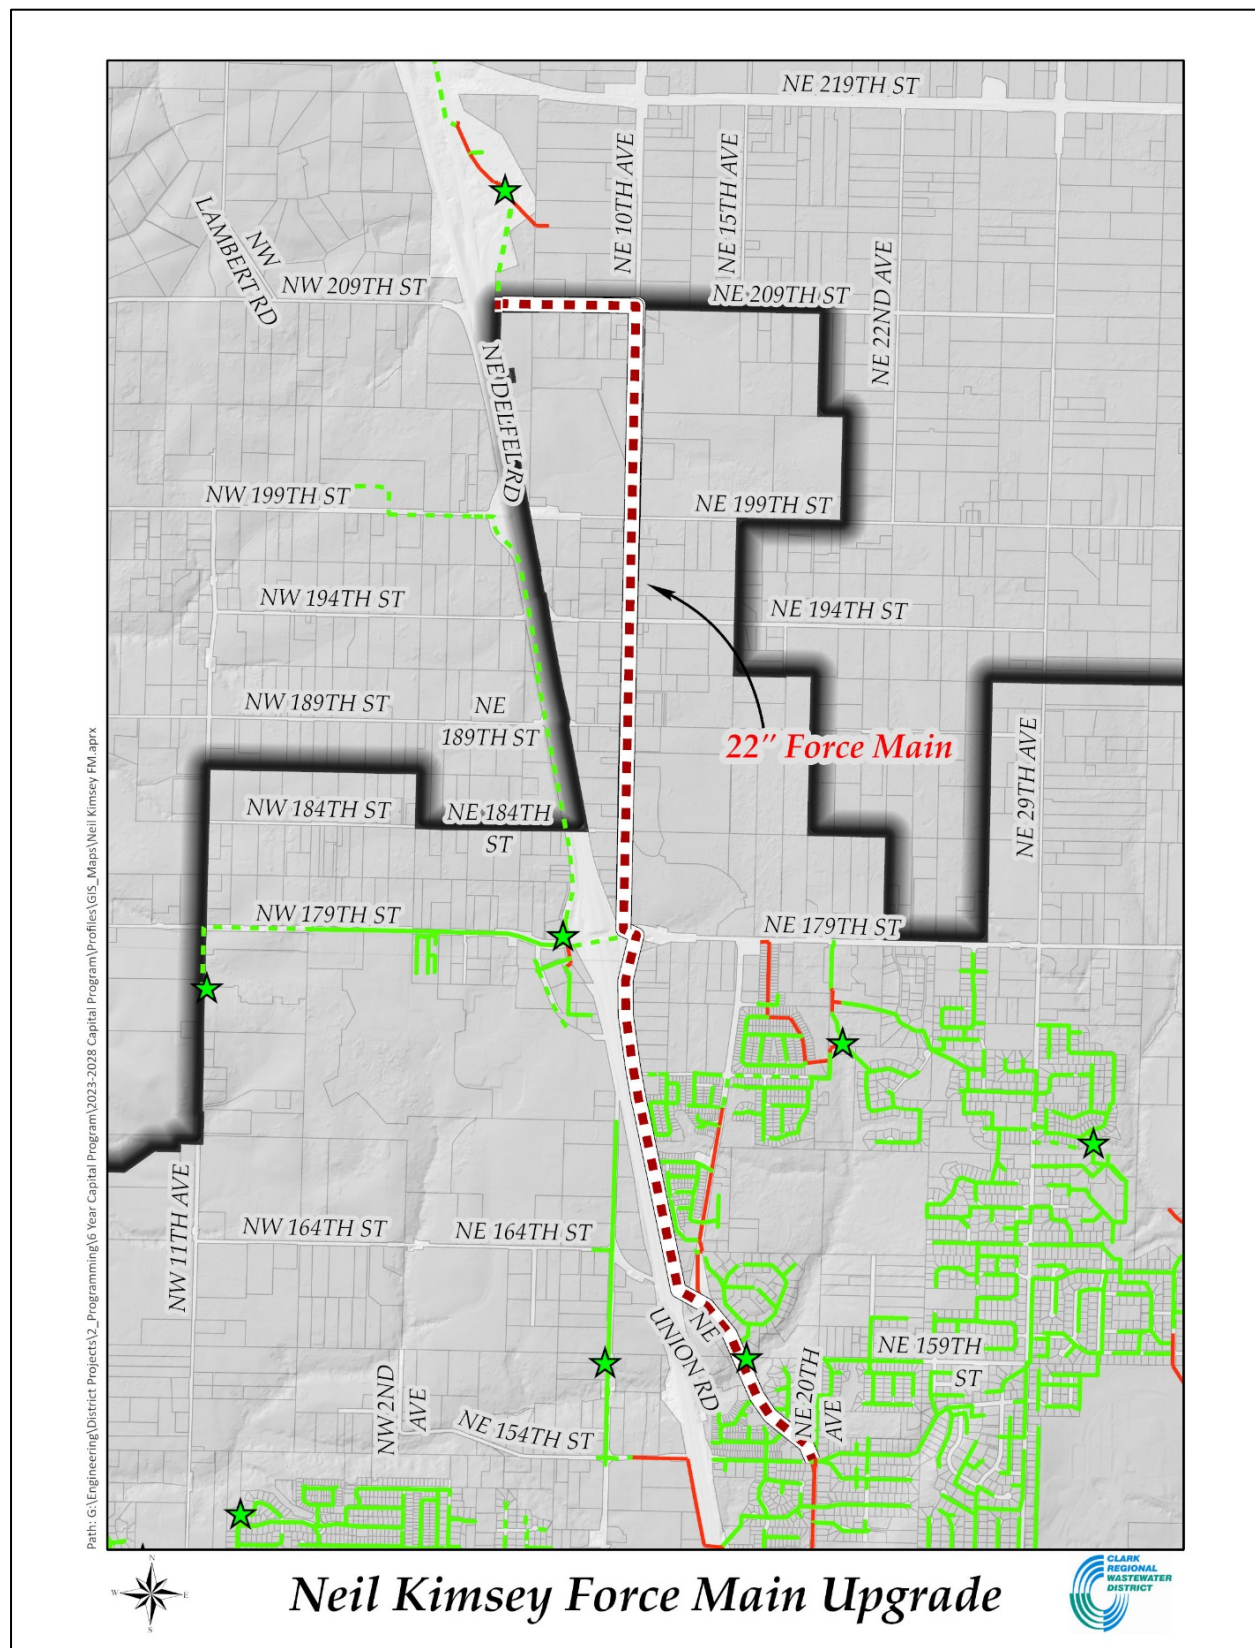 NE 219TH ST
NE 10TH AVE
NE 15TH AVE
NW
LAMBERT RD
NW 209TH ST
NE 209TH ST
NE 22ND AVE
NE DELFEL RD
NW 199TH ST
NE 199TH ST
NW 194TH ST
NE 194TH ST
NW 189TH ST
NE
189TH ST
22" Force Main
NE 29TH AVE
NW 184TH ST
NE 184TH
ST
NW 179TH ST
NE 179TH ST
NW 11TH AVE
NW 164TH ST
NE 164TH ST
NE
UNION RD
NE 159TH
ST
NE 20TH
AVE
NW 2ND
AVE
NE 154TH ST
Path: G:\Engineering\District Projects\2_Programming\6 Year Capital Program\2023-2028 Capital Program\Profiles\GIS_Maps\Neil Kimsey FM.aprx
N
W
E
S
Neil Kimsey Force Main Upgrade
CLARK
REGIONAL
WASTEWATER
DISTRICT